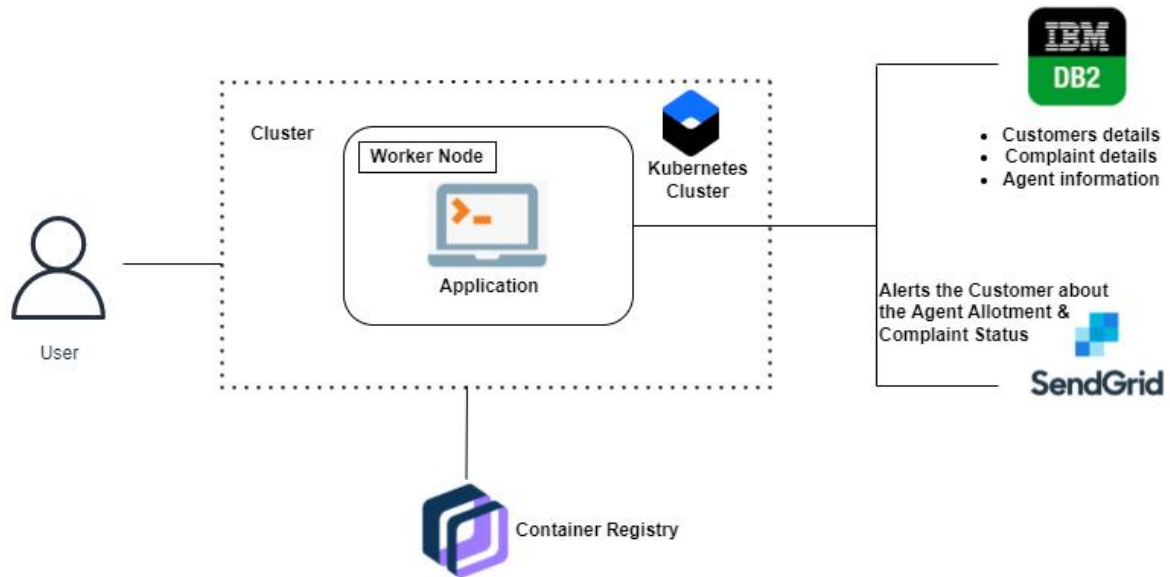 IBM
DB2
Cluster
Worker Node
Kubernetes
Cluster
• Customers details
• Complaint details
• Agent information
Application
User
Alerts the Customer about
the Agent Allotment &
Complaint Status
SendGrid
Container Registry